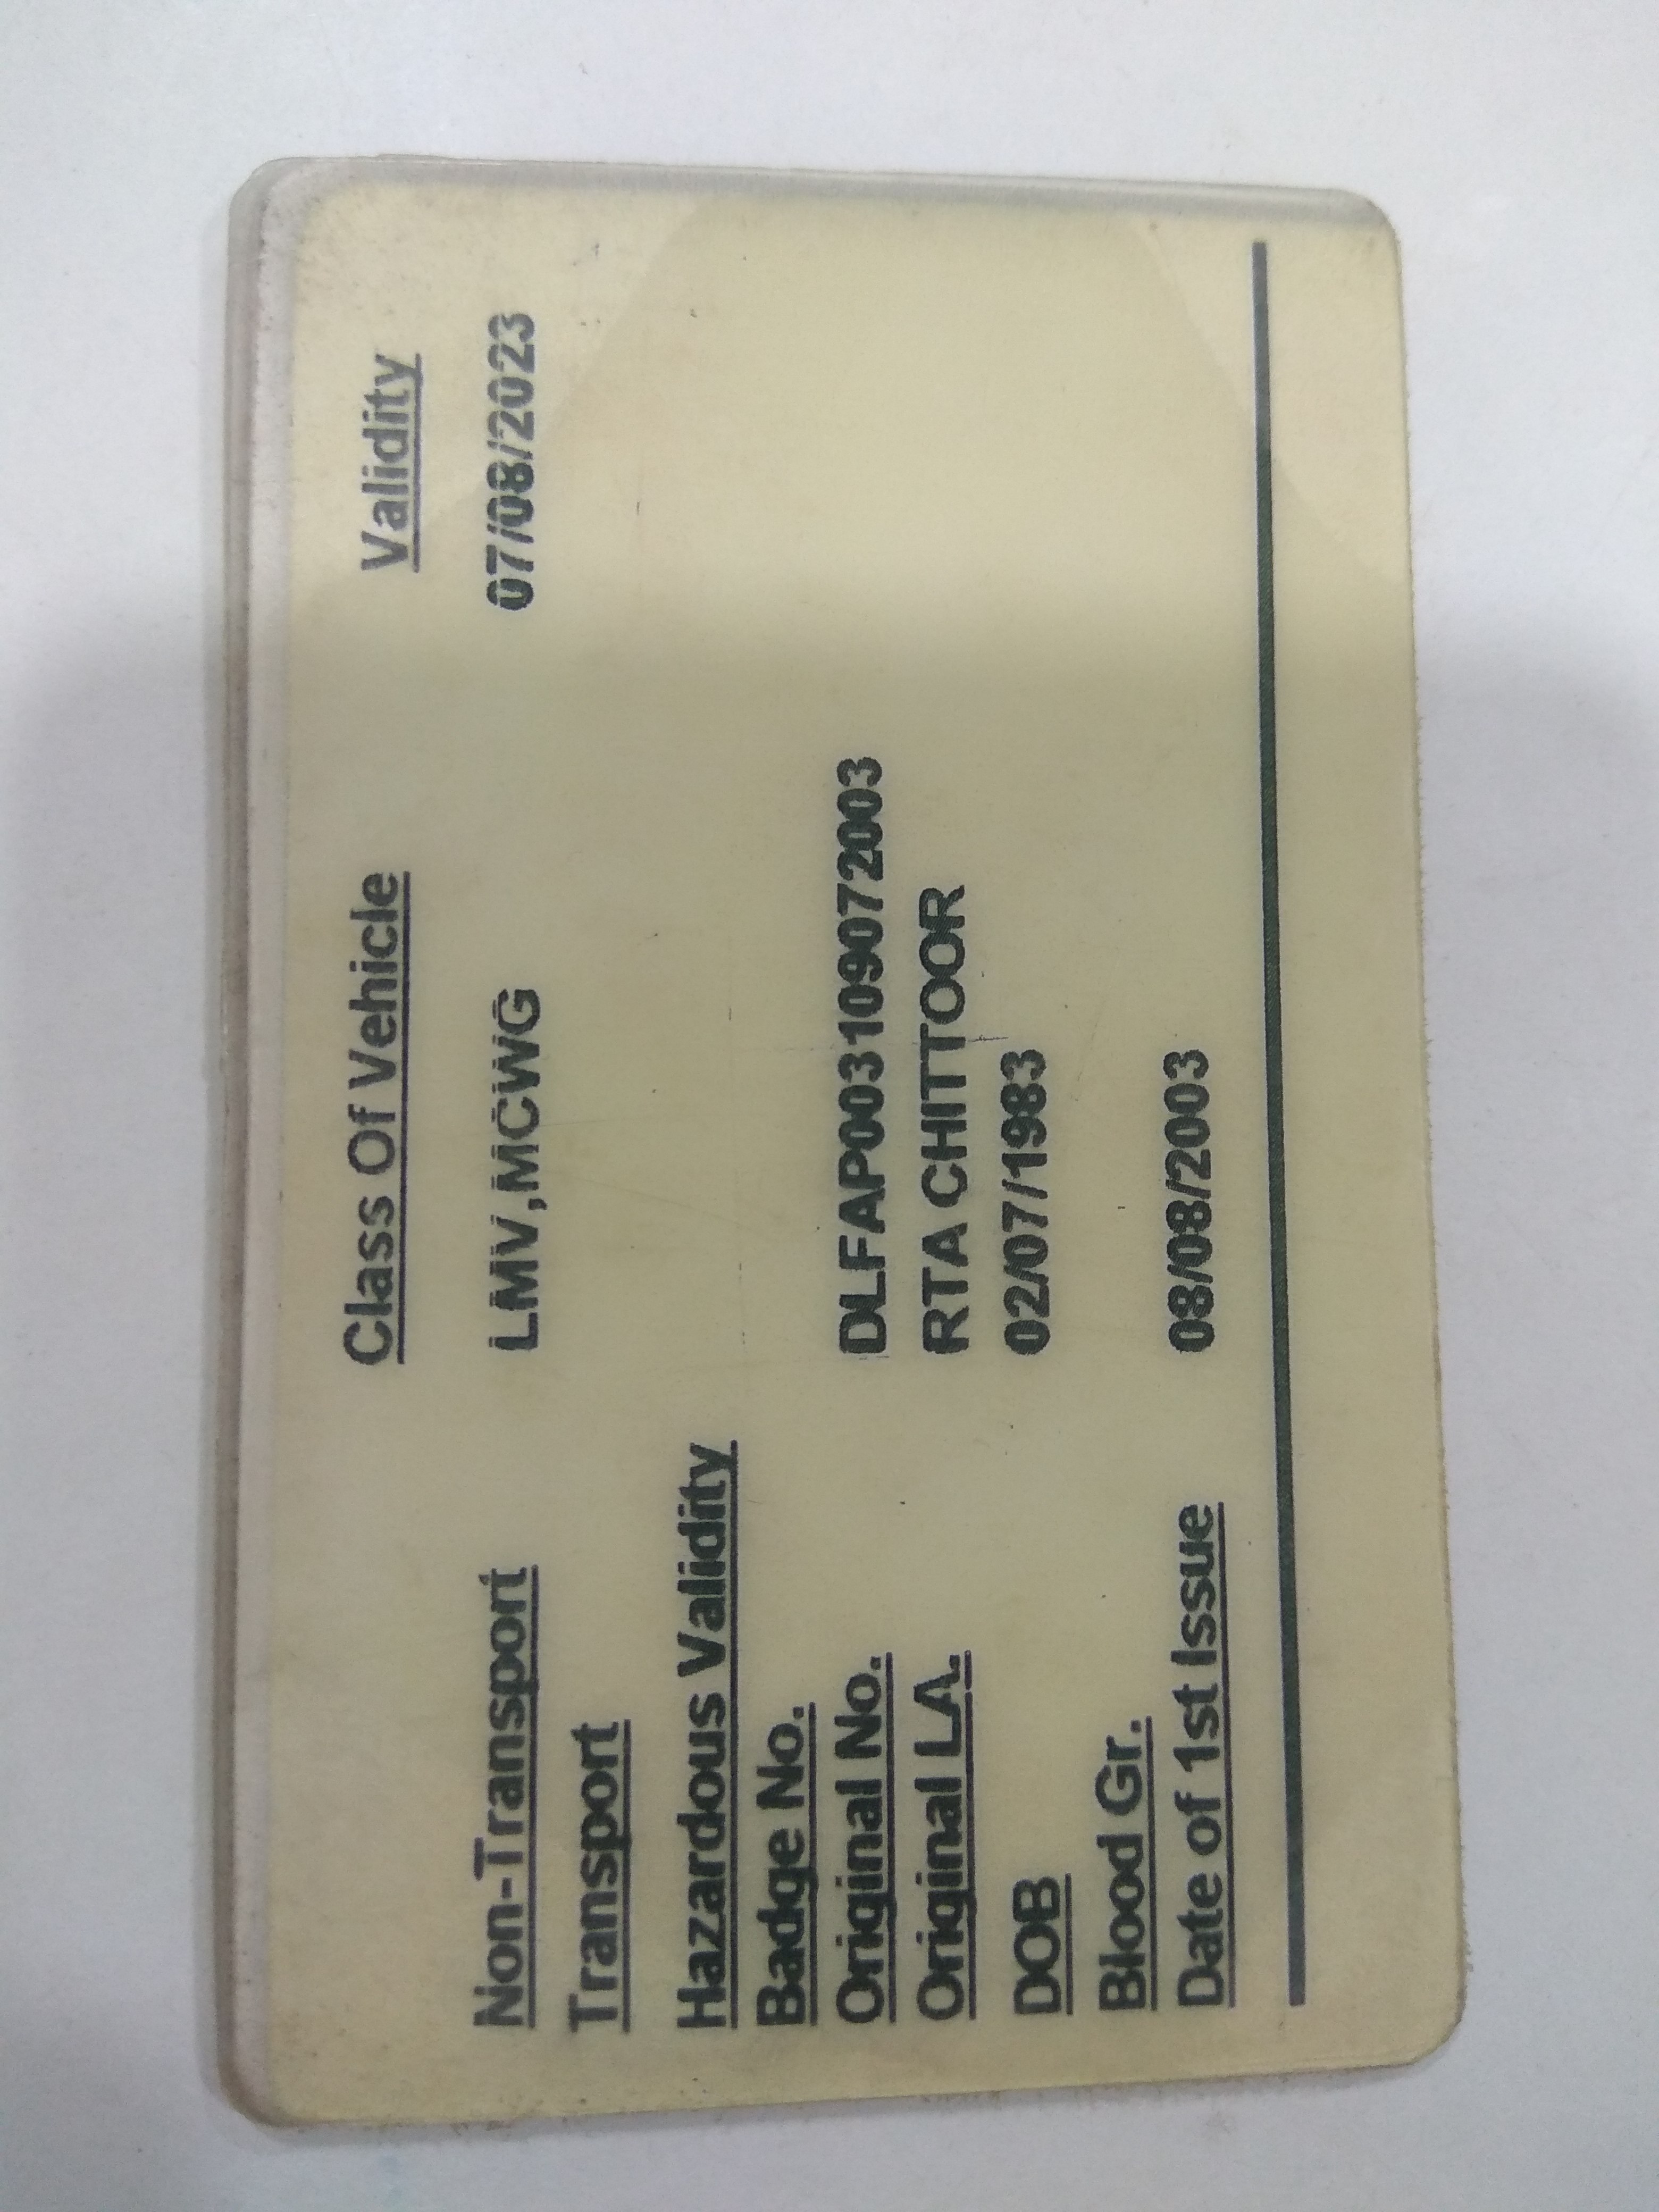 Class Of Vehicle Validity
Non-Transport LMV,MCWG 07/08/2023
Transport
Hazardous Validity
Badge No.
Original No. DLFAP003109072003
Original LA. RTA CHITTOOR
DOB 02/07/1983
Blood Gr.
Date of 1st Issue 08/08/2003